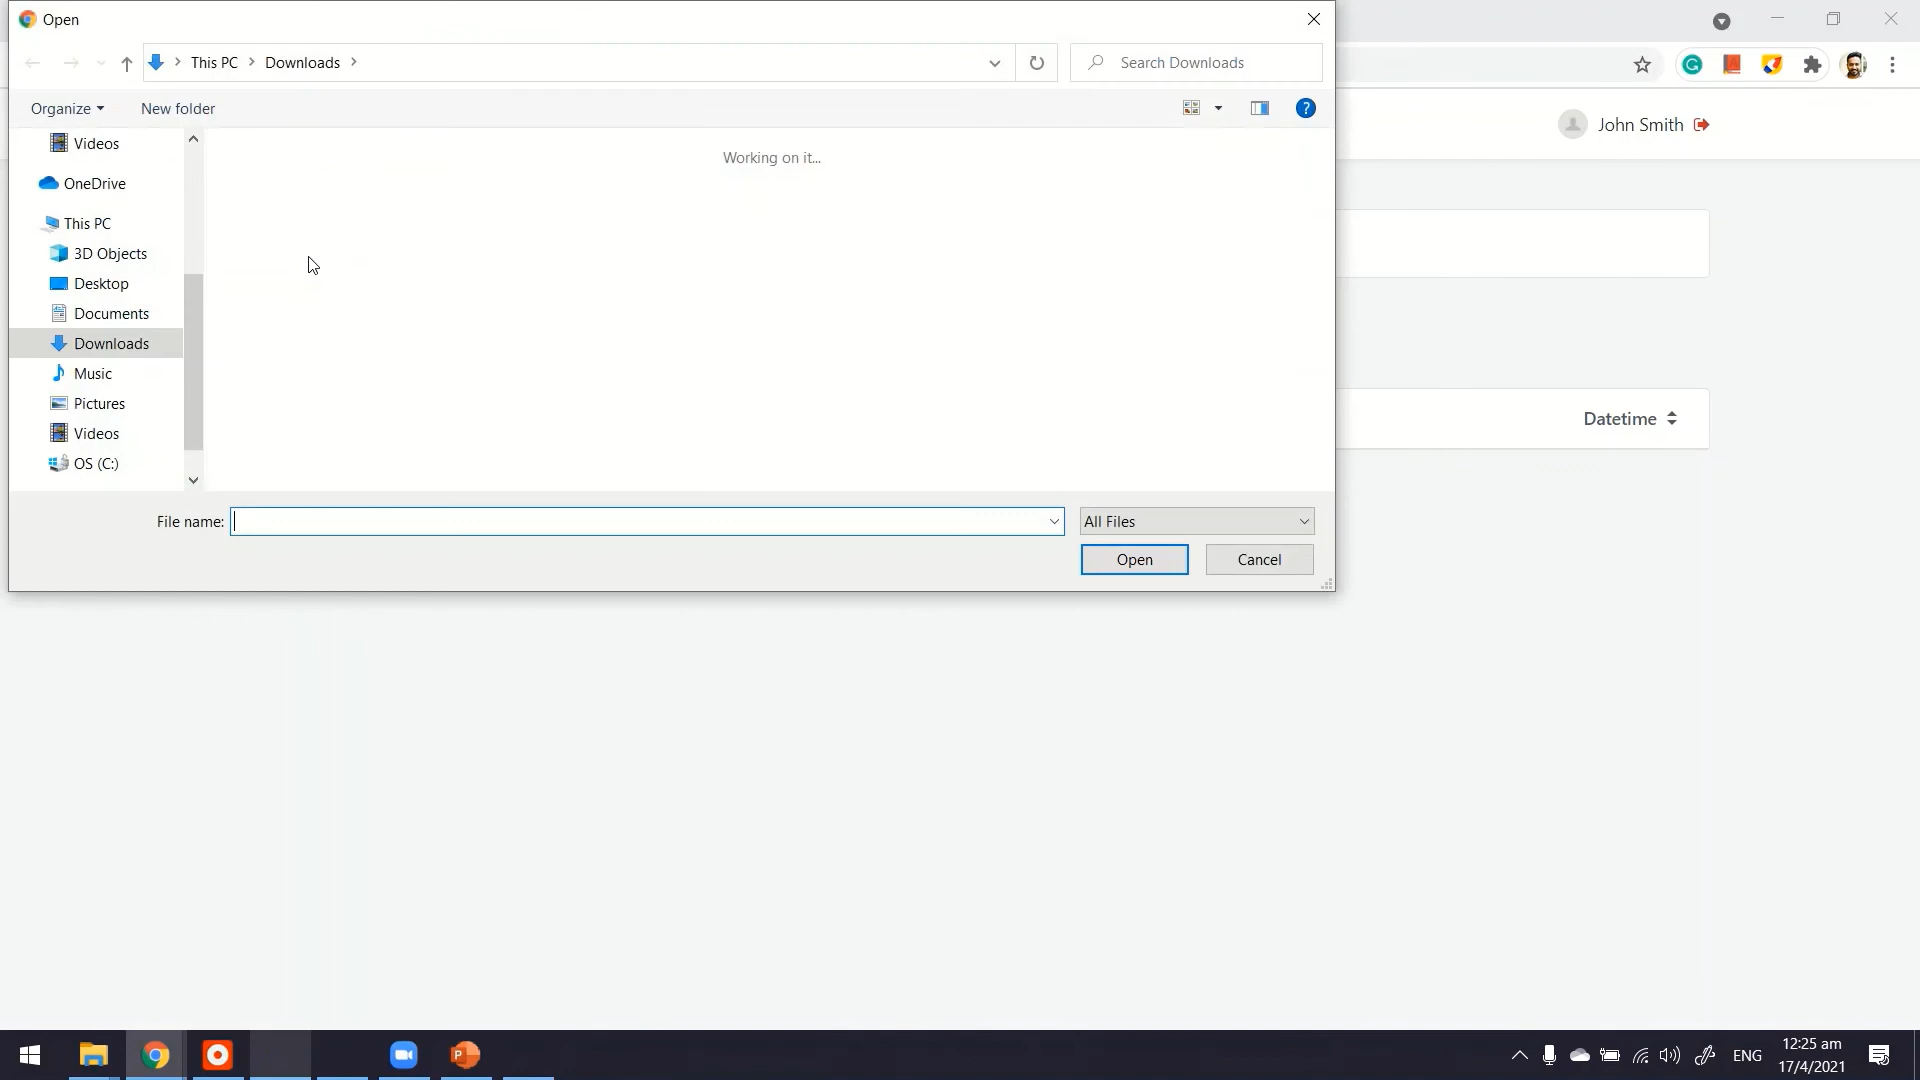 Open
This PC
Downloads
Search Downloads
Organize
New folder
John Smith
Videos
Working on it...
OneDrive
This PC
3D Objects
Desktop
Documents
Downloads
Music
Pictures
Videos
OS (C:)
Datetime
File name:
All Files
Open
Cancel
ENG
12:25 am
17/4/2021